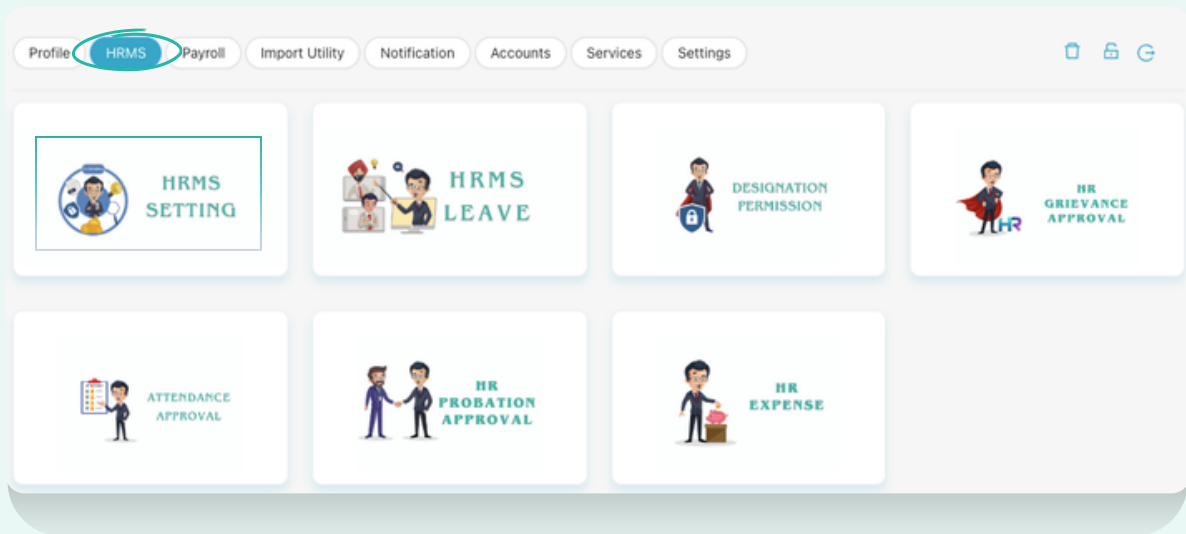 Profile
HRMS
Payroll
Import Utility
Notification
Accounts
Services
Settings
HRMS
SETTING
HRMS
LEAVE
DESIGNATION
PERMISSION
HR
HR
GRIEVANCE
APPROVAL
ATTENDANCE
APPROVAL
HR
PROBATION
APPROVAL
HR
EXPENSE